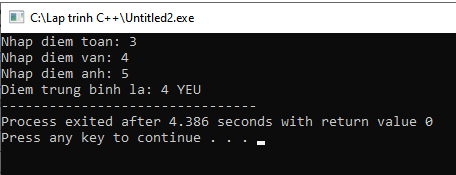 C:\Lap trinh C++\Untitled2.exe
Nhap diem toan: 3
Nhap diem van: 4
Nhap diem anh: 5
Diem trung binh la: 4 YEU
--------------------------------
Process exited after 4.386 seconds with return value 0
Press any key to continue . . .